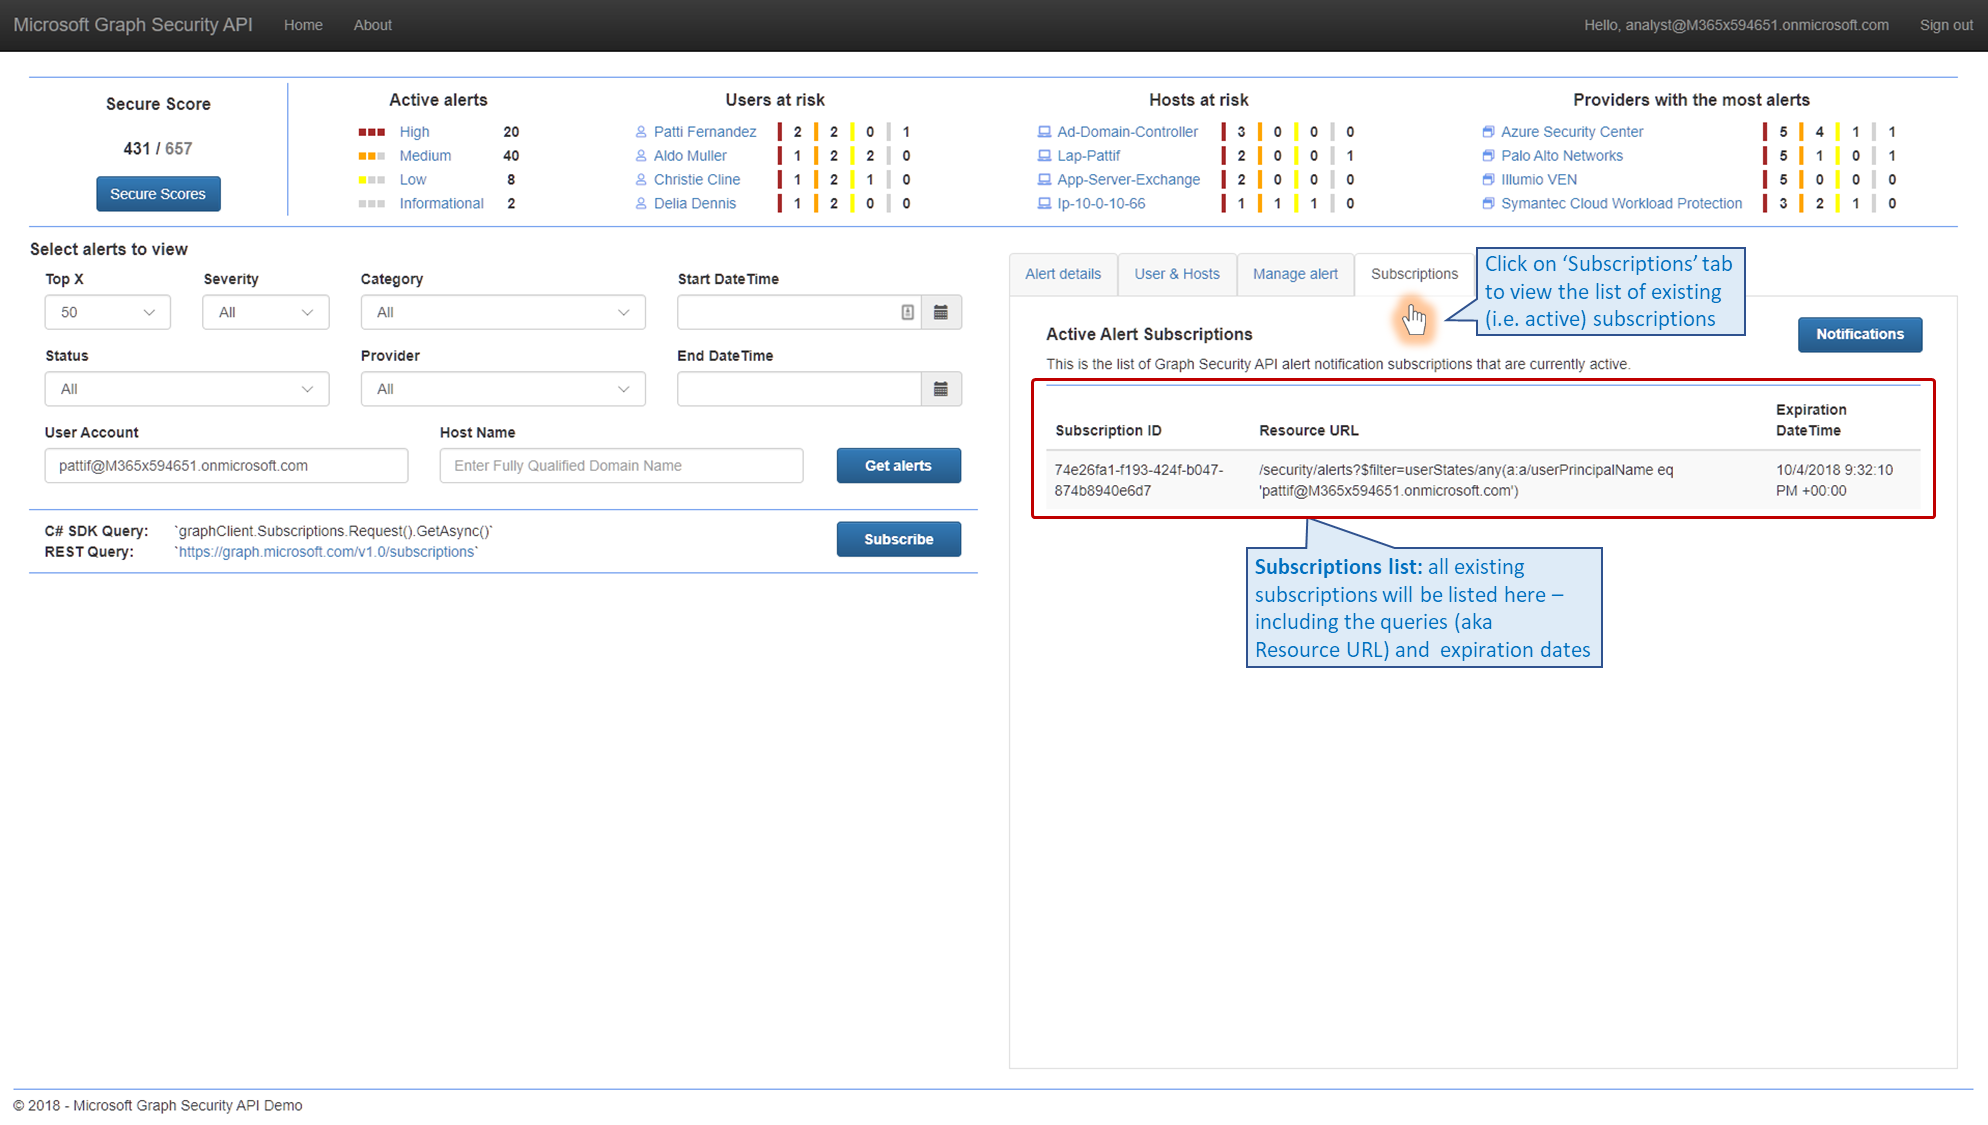 Microsoft Graph Security API Home About Hello, analyst@M365x594651.onmicrosoft.com Sign out
Secure Score
431 / 657
Secure Scores
Active alerts
High 20
Medium 40
Low 8
Informational 2
Users at risk
Patti Fernandez 2 2 0 1
Aldo Muller 1 2 2 0
Christie Cline 1 2 1 0
Delia Dennis 1 2 0 0
Hosts at risk
Ad-Domain-Controller 3 0 0 0
Lap-Pattif 2 0 0 1
App-Server-Exchange 2 0 0 0
Ip-10-0-10-66 1 1 1 0
Providers with the most alerts
Azure Security Center 5 4 1 1
Palo Alto Networks 5 1 0 1
Illumio VEN 5 0 0 0
Symantec Cloud Workload Protection 3 2 1 0
Select alerts to view
Top X Severity Category Start DateTime
50 All All
Status Provider End DateTime
All All
User Account Host Name
pattif@M365x594651.onmicrosoft.com Enter Fully Qualified Domain Name Get alerts
C# SDK Query: `graphClient.Subscriptions.Request().GetAsync()`
REST Query: `https://graph.microsoft.com/v1.0/subscriptions`
Subscribe
Alert details User & Hosts Manage alert Subscriptions
Click on ‘Subscriptions’ tab
to view the list of existing
(i.e. active) subscriptions
Active Alert Subscriptions
Notifications
This is the list of Graph Security API alert notification subscriptions that are currently active.
Subscription ID Resource URL Expiration
DateTime
74e26fa1-f193-424f-b047- /security/alerts?$filter=userStates/any(a:a/userPrincipalName eq 10/4/2018 9:32:10
874b8940e6d7 'pattif@M365x594651.onmicrosoft.com') PM +00:00
Subscriptions list: all existing
subscriptions will be listed here –
including the queries (aka
Resource URL) and expiration dates
© 2018 - Microsoft Graph Security API Demo